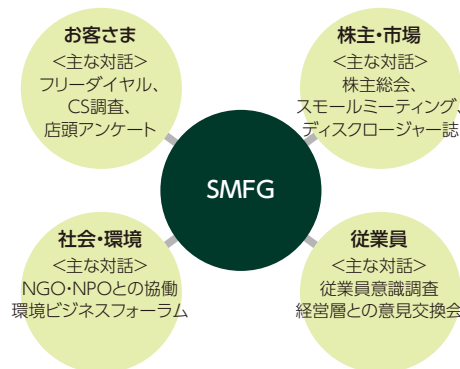 お客さま
<主な対話>
フリーダイヤル、
CS調査、
店頭アンケート
株主・市場
<主な対話>
株主総会、
スモールミーティング、
ディスクロージャー誌
SMFG
社会・環境
<主な対話>
NGO・NPOとの協働
環境ビジネスフォーラム
従業員
<主な対話>
従業員意識調査
経営層との意見交換会